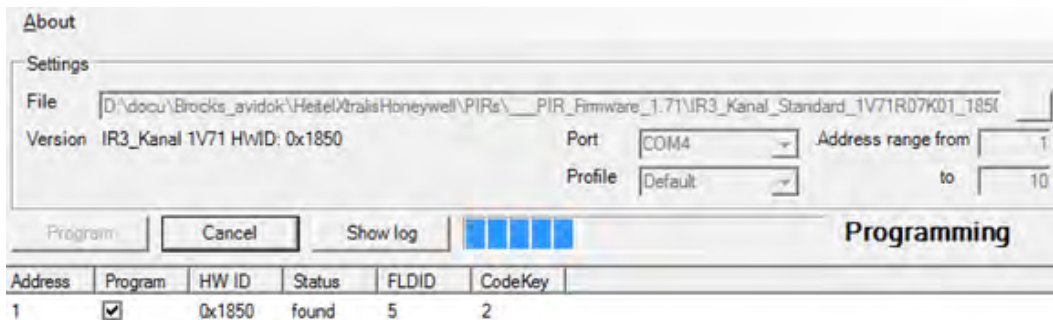 About
Settings
File D:\docu\Brocks_avidok\HeitelXtralisHoneywell\PIRs\___PIR_Firmware_1.71\IR3_Kanal_Standard_1V71R07K01_1850
Version IR3_Kanal 1V71 HWID: 0x1850 Port COM4 Address range from 1
Profile Default to 10
Program Cancel Show log Programming
Address Program HW ID Status FLDID CodeKey
1 0x1850 found 5 2